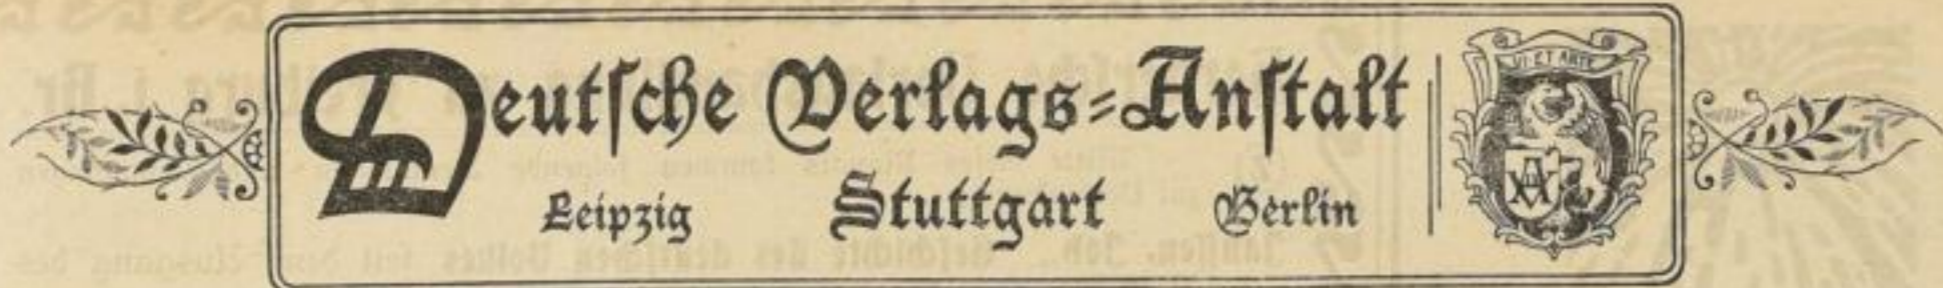 Deutsche Verlags-Anstalt
Leipzig Stuttgart Berlin
VI ET ARTE